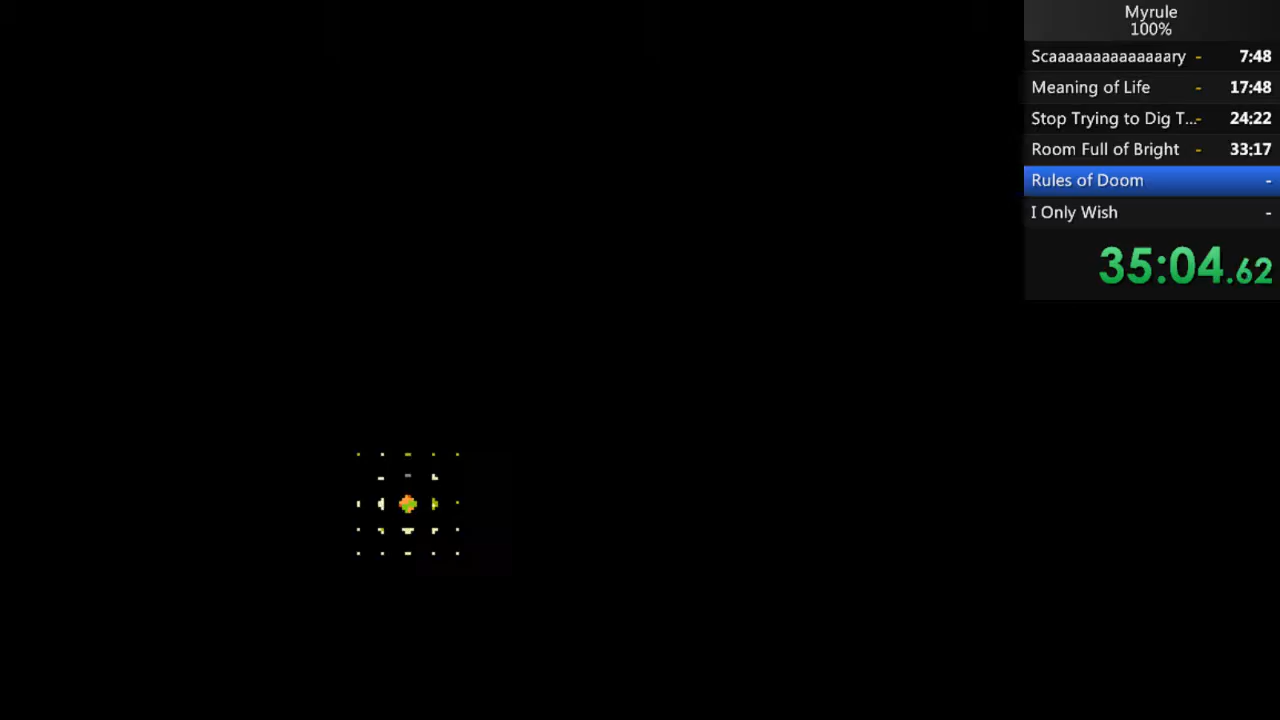 Myrule
100%
Scaaaaaaaaaaaaaary - 7:48
Meaning of Life - 17:48
Stop Trying to Dig T...- 24:22
Room Full of Bright - 33:17
Rules of Doom -
I Only Wish -
35:04.62